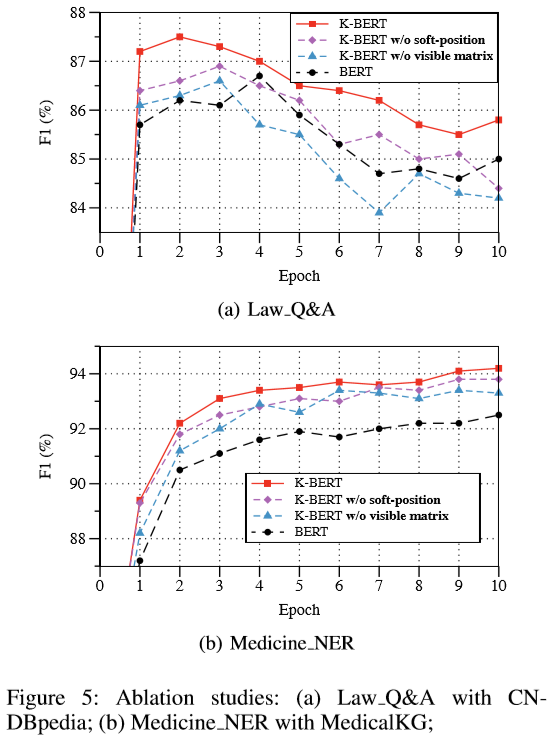 88
87
86
85
84
F1 (%)
K-BERT
K-BERT w/o soft-position
K-BERT w/o visible matrix
BERT
0 1 2 3 4 5 6 7 8 9 10
Epoch
(a) Law_Q&A
94
92
90
88
F1 (%)
K-BERT
K-BERT w/o soft-position
K-BERT w/o visible matrix
BERT
0 1 2 3 4 5 6 7 8 9 10
Epoch
(b) Medicine_NER
Figure 5: Ablation studies: (a) Law_Q&A with CN-
DBpedia; (b) Medicine_NER with MedicalKG;